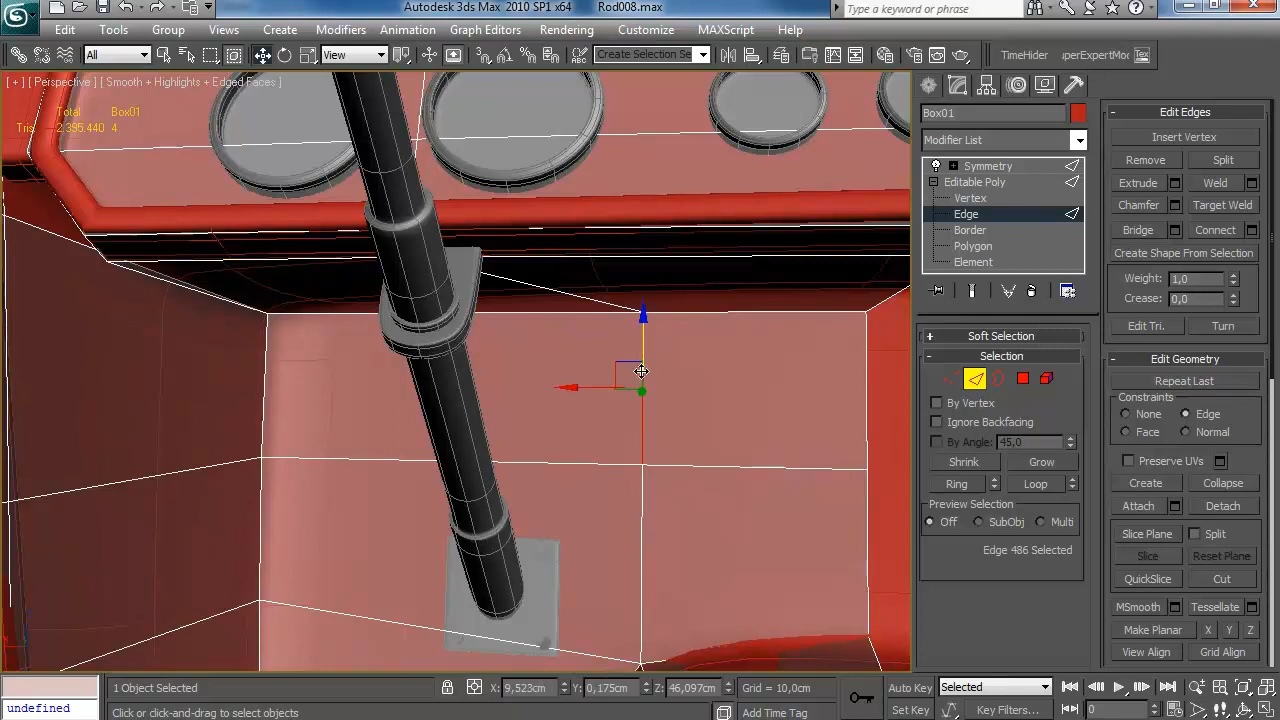 Autodesk 3ds Max 2010 SP1 x64 Rod008.max
Type a keyword or phrase
Edit Tools Group Views Create Modifiers Animation Graph Editors Rendering Customize MAXScript Help
All View Create Selection Se TimeHider uperExpertMo Tex
[ + ] [ Perspective ] [ Smooth + Highlights + Edged Faces ]
Total Box01
Tris: 2.395.440 4
Box01
Modifier List
Symmetry
Editable Poly
Vertex
Edge
Border
Polygon
Element
+ Soft Selection
- Selection
By Vertex
Ignore Backfacing
By Angle: 45,0
Shrink Grow
Ring Loop
Preview Selection
Off SubObj Multi
Edge 486 Selected
- Edit Edges
Insert Vertex
Remove Split
Extrude Weld
Chamfer Target Weld
Bridge Connect
Create Shape From Selection
Weight: 1,0
Crease: 0,0
Edit Tri. Turn
- Edit Geometry
Repeat Last
Constraints
None Edge
Face Normal
Preserve UVs
Create Collapse
Attach Detach
Slice Plane Split
Slice Reset Plane
QuickSlice Cut
MSmooth Tessellate
Make Planar X Y Z
View Align Grid Align
undefined
1 Object Selected X: 9,523cm Y: 0,175cm Z: 46,097cm Grid = 10,0cm Auto Key Selected
Click or click-and-drag to select objects Add Time Tag Set Key Key Filters... 0